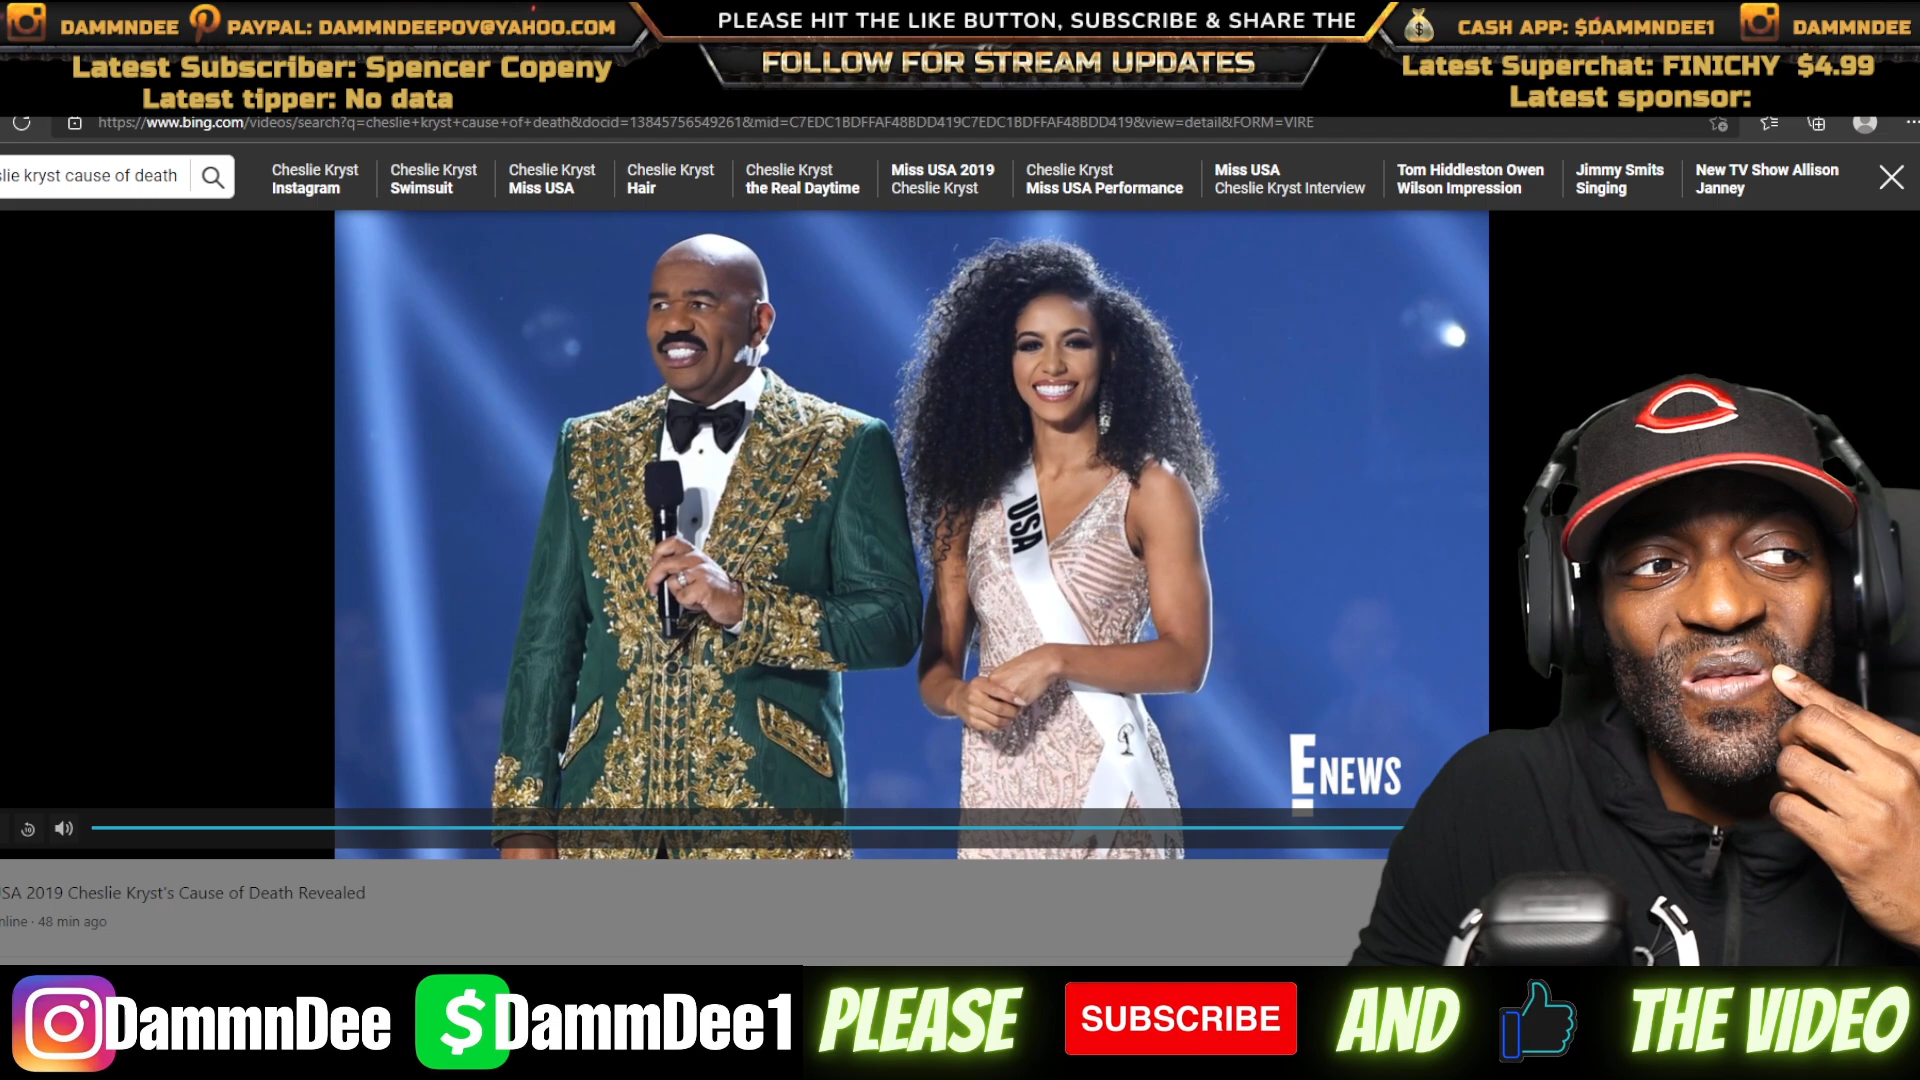 DAMMNDEE
PAYPAL: DAMMNDEEPOV@YAHOO.COM
PLEASE HIT THE LIKE BUTTON, SUBSCRIBE & SHARE THE
CASH APP: $DAMMNDEE1
DAMMNDEE
Latest Subscriber: Spencer Copeny
FOLLOW FOR STREAM UPDATES
Latest Superchat: FINICHY $4.99
Latest tipper: No data
Latest sponsor:
https://www.bing.com/videos/search?q=cheslie+kryst+cause+of+death&docid=13845756549261&mid=C7EDC1BDFFAF48BDD419C7EDC1BDFFAF48BDD419&view=detail&FORM=VIRE
lie kryst cause of death
Cheslie Kryst
Instagram
Cheslie Kryst
Swimsuit
Cheslie Kryst
Miss USA
Cheslie Kryst
Hair
Cheslie Kryst
the Real Daytime
Miss USA 2019
Cheslie Kryst
Cheslie Kryst
Miss USA Performance
Miss USA
Cheslie Kryst Interview
Tom Hiddleston Owen
Wilson Impression
Jimmy Smits
Singing
New TV Show Allison
Janney
USA
E NEWS
10
SA 2019 Cheslie Kryst's Cause of Death Revealed
nline · 48 min ago
DammnDee
$ DammDee1
PLEASE
SUBSCRIBE
AND
THE VIDEO